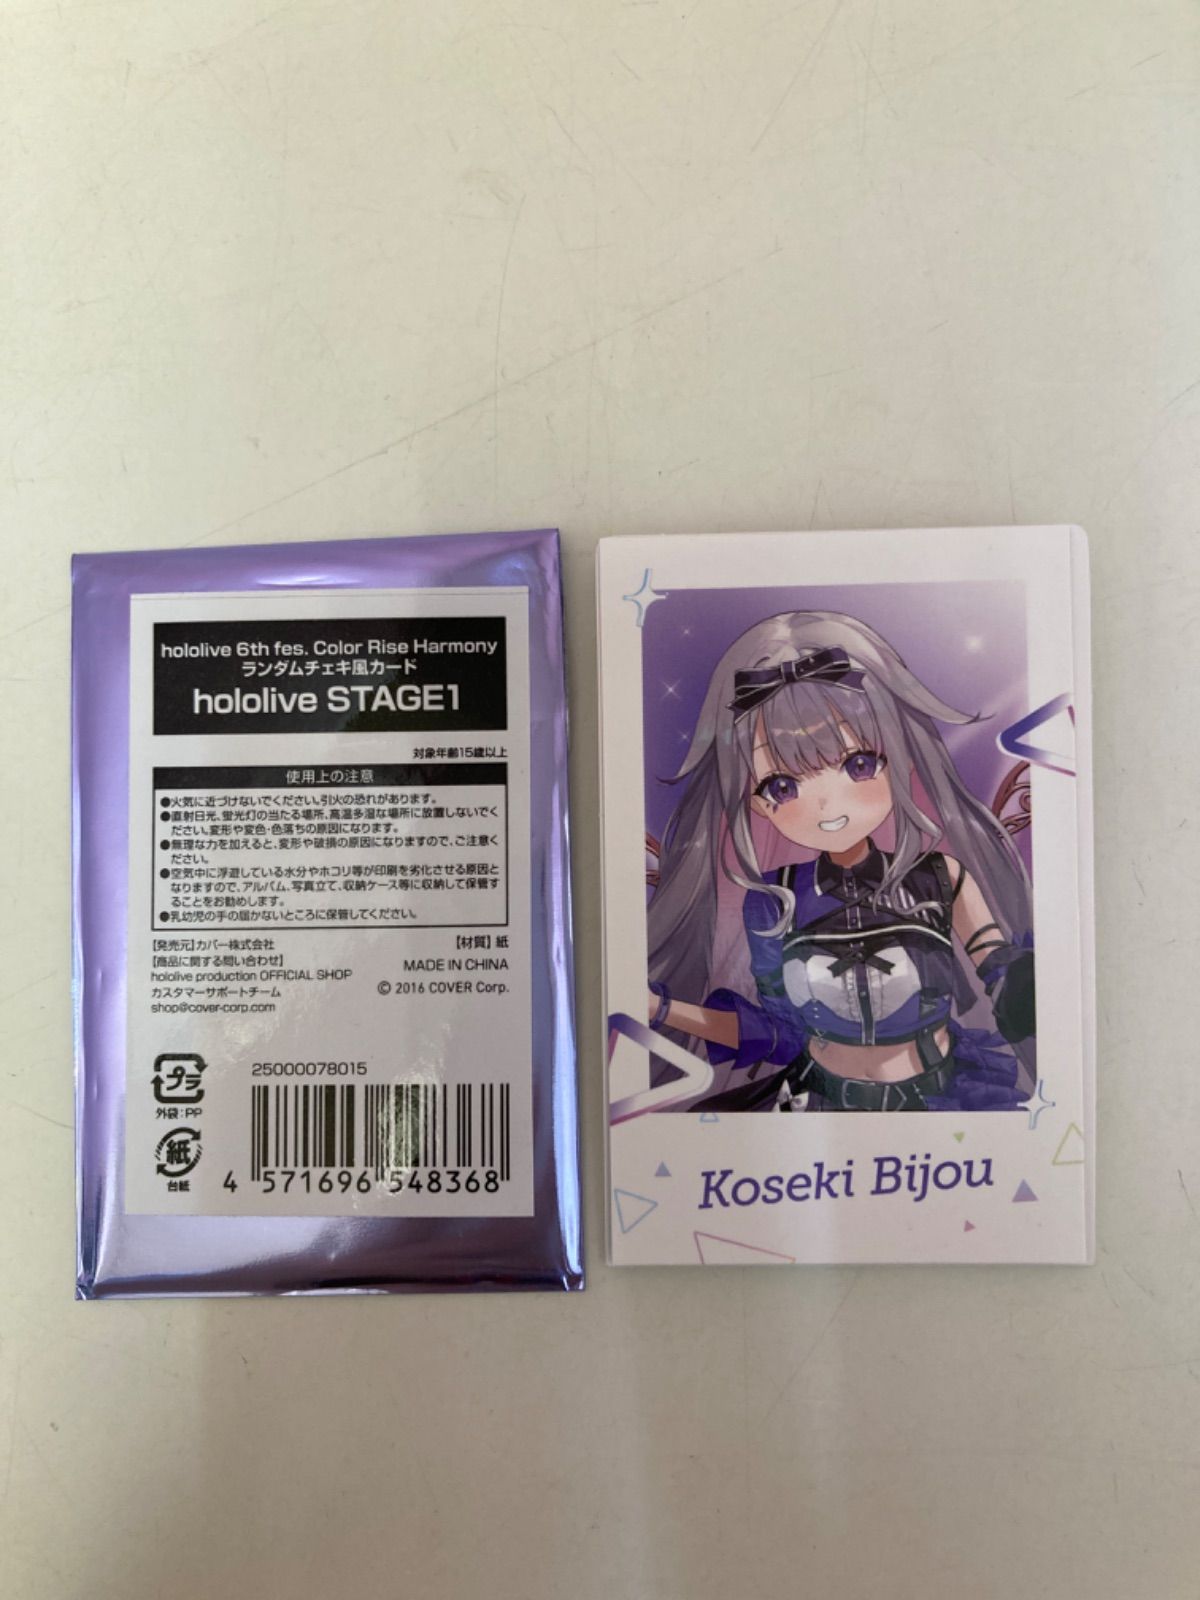 hololive 6th fes. Color Rise Harmony
ランダムチェキ風カード
hololive STAGE1
対象年齢15歳以上
使用上の注意
●火気に近づけないでください。引火の恐れがあります。
●直射日光、蛍光灯の当たる場所、高温多湿な場所に放置しないでく
ださい。変形や変色・色落ちの原因になります。
●無理な力を加えると、変形や破損の原因になりますので、ご注意く
ださい。
●空気中に浮遊している水分やホコリ等が印刷を劣化させる原因と
なりますので、アルバム、写真立て、収納ケース等に収納して保管す
ることをお勧めします。
●乳幼児の手の届かないところに保管してください。
【発売元】カバー株式会社
【商品に関する問い合わせ】
hololive production OFFICIAL SHOP
カスタマーサポートチーム
shop@cover-corp.com
【材質】紙
MADE IN CHINA
© 2016 COVER Corp.
プラ
外袋:PP
紙
台紙
25000078015
4 571696 548368
Koseki Bijou